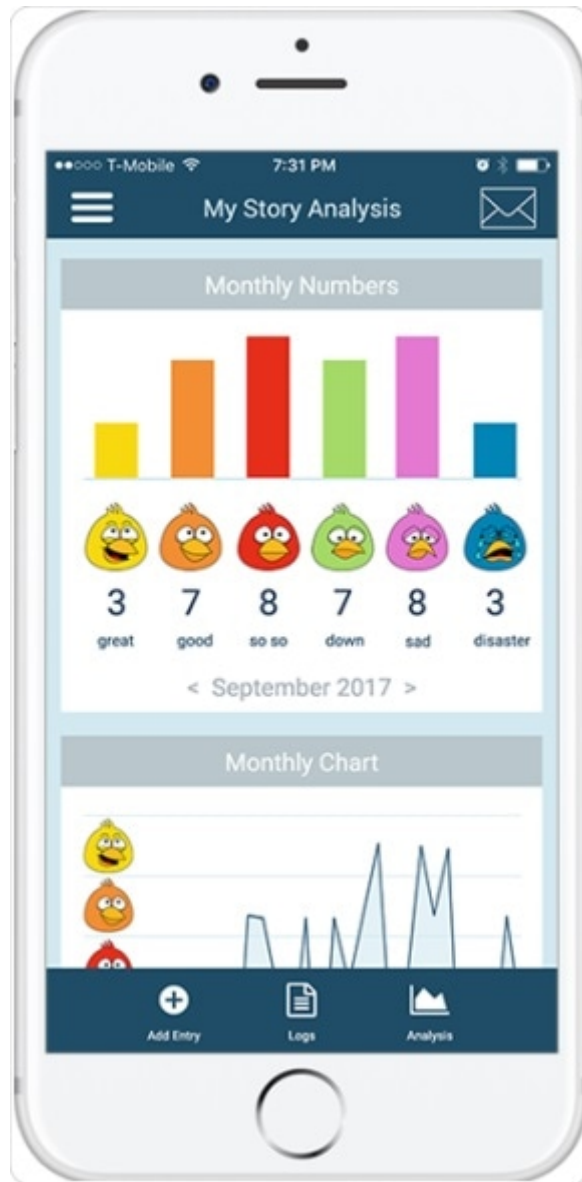 T-Mobile 7:31 PM
My Story Analysis
Monthly Numbers
3 7 8 7 8 3
great good so so down sad disaster
< September 2017 >
Monthly Chart
Add Entry Logs Analysis